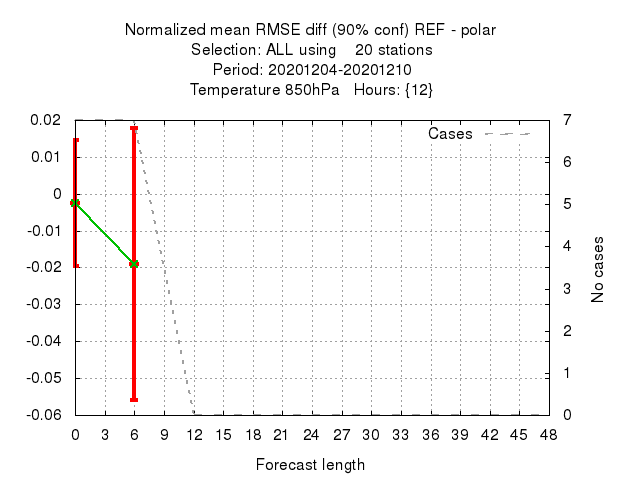 Normalized mean RMSE diff (90% conf) REF - polar
Selection: ALL using 20 stations
Period: 20201204-20201210
Temperature 850hPa Hours: {12}
0.02
0.01
0
-0.01
-0.02
-0.03
-0.04
-0.05
-0.06
Cases
7
6
5
4
3
2
1
0
No cases
0 3 6 9 12 15 18 21 24 27 30 33 36 39 42 45 48
Forecast length